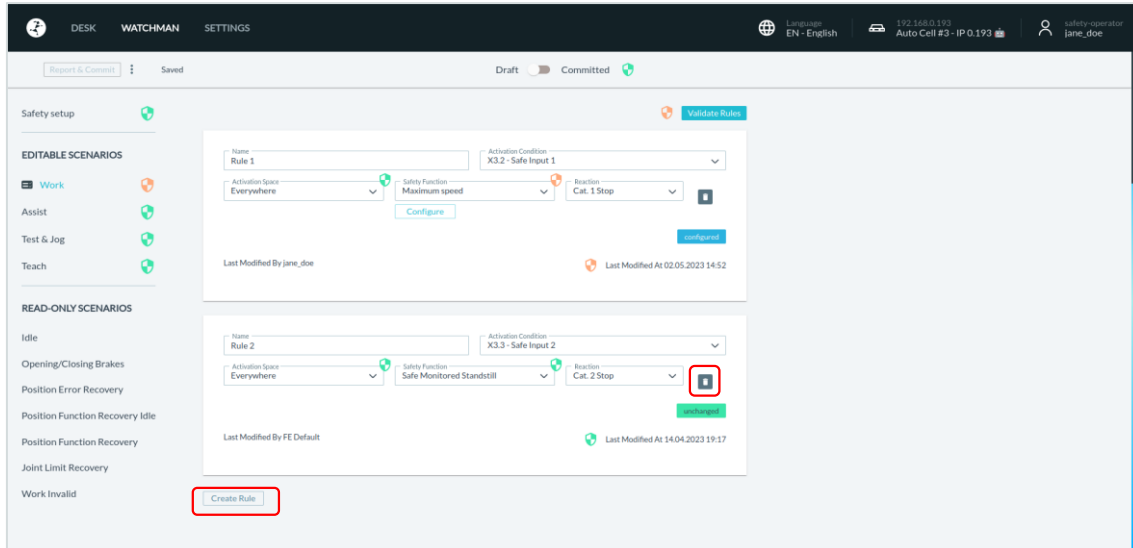 DESK WATCHMAN SETTINGS
Language
EN - English
192.168.0.193
Auto Cell #3 - IP 0.193
safety-operator
jane_doe
Report & Commit Saved Draft Committed
Safety setup
EDITABLE SCENARIOS
Work
Assist
Test & Jog
Teach
READ-ONLY SCENARIOS
Idle
Opening/Closing Brakes
Position Error Recovery
Position Function Recovery Idle
Position Function Recovery
Joint Limit Recovery
Work Invalid
Validate Rules
Name
Rule 1
Activation Condition
X3.2 - Safe Input 1
Activation Space
Everywhere
Safety Function
Maximum speed
Reaction
Cat. 1 Stop
Configure
configured
Last Modified By jane_doe
Last Modified At 02.05.2023 14:52
Name
Rule 2
Activation Condition
X3.3 - Safe Input 2
Activation Space
Everywhere
Safety Function
Safe Monitored Standstill
Reaction
Cat. 2 Stop
unchanged
Last Modified By FE Default
Last Modified At 14.04.2023 19:17
Create Rule